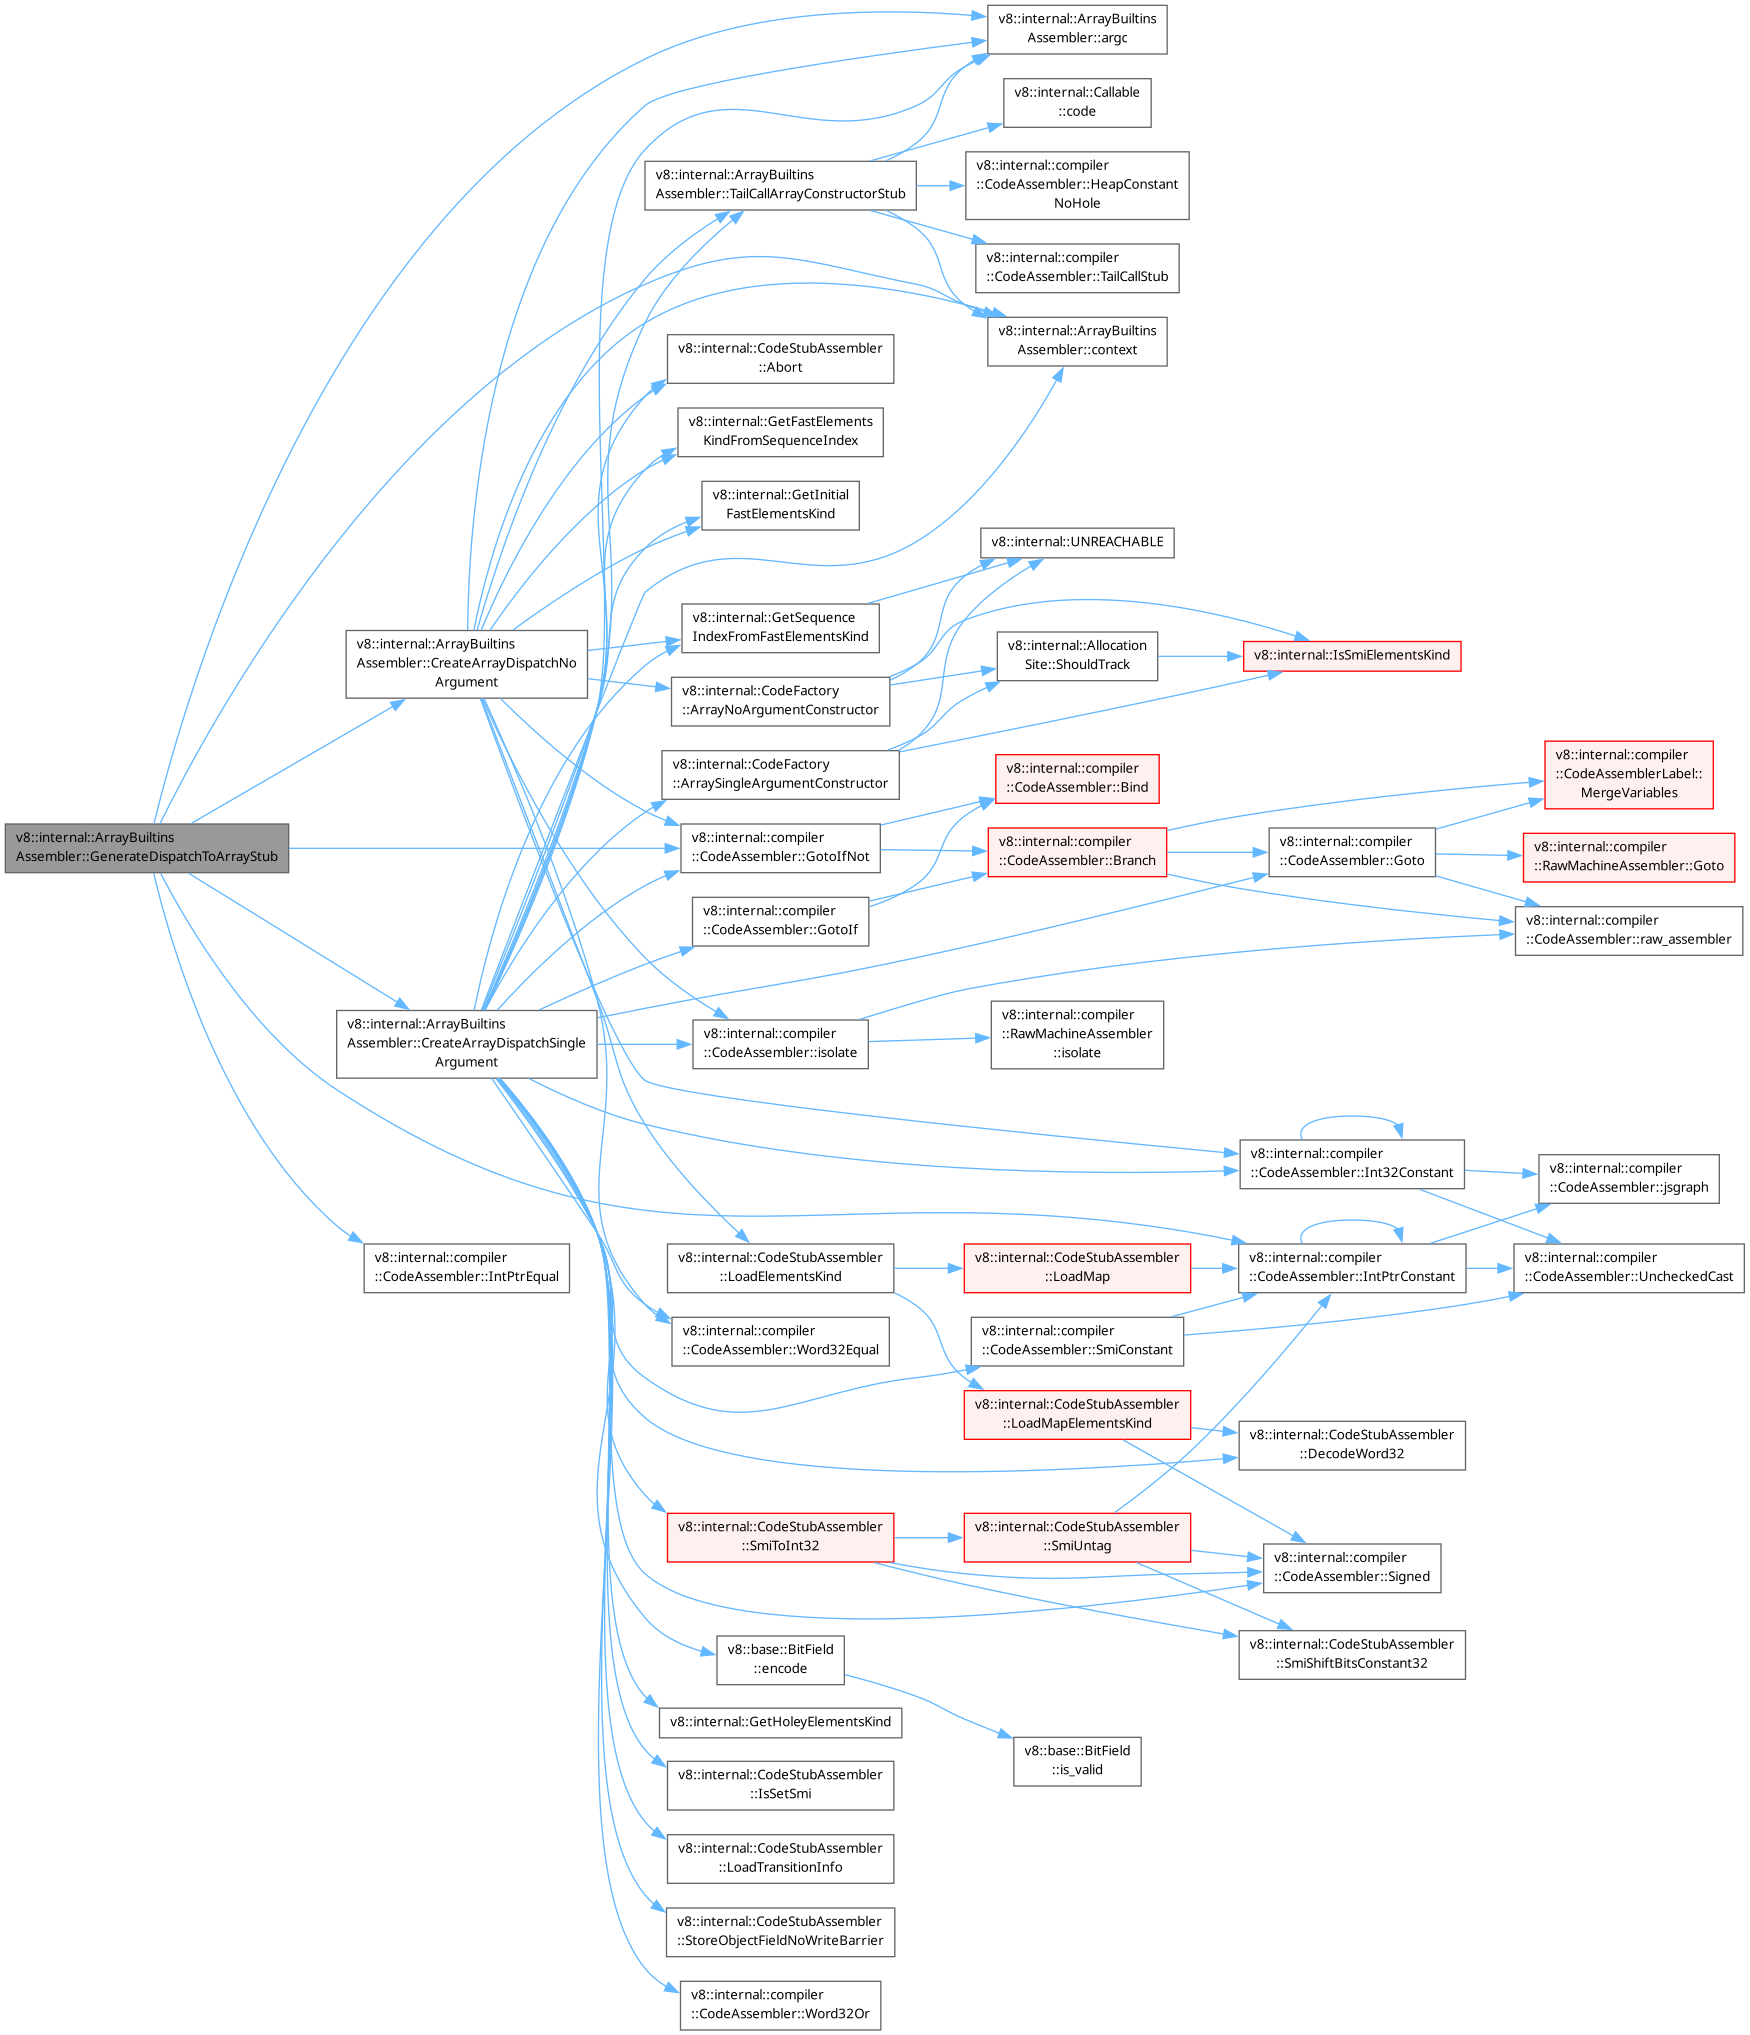 v8::internal::ArrayBuiltins
Assembler::GenerateDispatchToArrayStub
v8::internal::ArrayBuiltins
Assembler::argc
v8::internal::ArrayBuiltins
Assembler::context
v8::internal::ArrayBuiltins
Assembler::CreateArrayDispatchNo
Argument
v8::internal::ArrayBuiltins
Assembler::TailCallArrayConstructorStub
v8::internal::Callable
::code
v8::internal::compiler
::CodeAssembler::HeapConstant
NoHole
v8::internal::compiler
::CodeAssembler::TailCallStub
v8::internal::CodeStubAssembler
::Abort
v8::internal::GetFastElements
KindFromSequenceIndex
v8::internal::GetInitial
FastElementsKind
v8::internal::GetSequence
IndexFromFastElementsKind
v8::internal::UNREACHABLE
v8::internal::CodeFactory
::ArrayNoArgumentConstructor
v8::internal::Allocation
Site::ShouldTrack
v8::internal::IsSmiElementsKind
v8::internal::CodeFactory
::ArraySingleArgumentConstructor
v8::internal::compiler
::CodeAssembler::GotoIfNot
v8::internal::compiler
::CodeAssembler::Bind
v8::internal::compiler
::CodeAssembler::Branch
v8::internal::compiler
::CodeAssembler::Goto
v8::internal::compiler
::CodeAssemblerLabel::
MergeVariables
v8::internal::compiler
::RawMachineAssembler::Goto
v8::internal::compiler
::CodeAssembler::raw_assembler
v8::internal::compiler
::CodeAssembler::GotoIf
v8::internal::ArrayBuiltins
Assembler::CreateArrayDispatchSingle
Argument
v8::internal::compiler
::CodeAssembler::isolate
v8::internal::compiler
::RawMachineAssembler
::isolate
v8::internal::compiler
::CodeAssembler::Int32Constant
v8::internal::compiler
::CodeAssembler::jsgraph
v8::internal::compiler
::CodeAssembler::IntPtrEqual
v8::internal::CodeStubAssembler
::LoadElementsKind
v8::internal::CodeStubAssembler
::LoadMap
v8::internal::compiler
::CodeAssembler::IntPtrConstant
v8::internal::compiler
::CodeAssembler::UncheckedCast
v8::internal::compiler
::CodeAssembler::Word32Equal
v8::internal::compiler
::CodeAssembler::SmiConstant
v8::internal::CodeStubAssembler
::LoadMapElementsKind
v8::internal::CodeStubAssembler
::DecodeWord32
v8::internal::CodeStubAssembler
::SmiToInt32
v8::internal::CodeStubAssembler
::SmiUntag
v8::internal::compiler
::CodeAssembler::Signed
v8::internal::CodeStubAssembler
::SmiShiftBitsConstant32
v8::base::BitField
::encode
v8::base::BitField
::is_valid
v8::internal::GetHoleyElementsKind
v8::internal::CodeStubAssembler
::IsSetSmi
v8::internal::CodeStubAssembler
::LoadTransitionInfo
v8::internal::CodeStubAssembler
::StoreObjectFieldNoWriteBarrier
v8::internal::compiler
::CodeAssembler::Word32Or